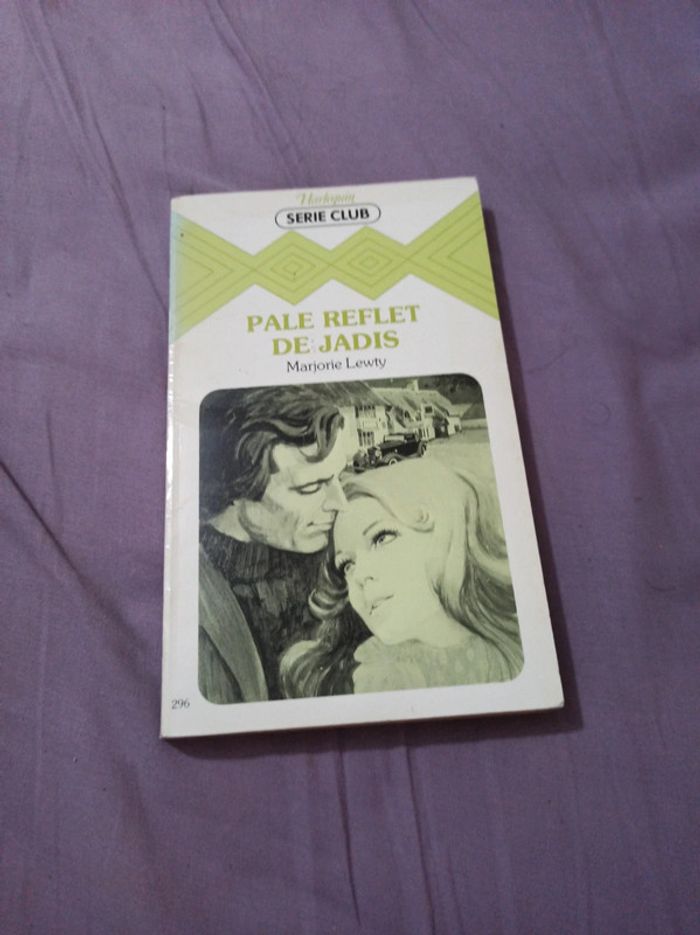 Harlequin
SERIE CLUB
PALE REFLET
DE JADIS
Marjorie Lewty
296